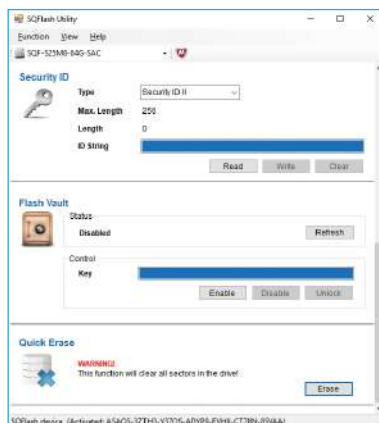 SQFlash Utility
Function View Help
SQF-S25M8-64G-SAC
Security ID
Type Security ID II
Max. Length 256
Length 0
ID String
Read Write Clear
Flash Vault
Status
Disabled Refresh
Control
Key
Enable Disable Unlock
Quick Erase
WARNING!
This function will clear all sectors in the drive!
Erase
SQFlash device (Activated: